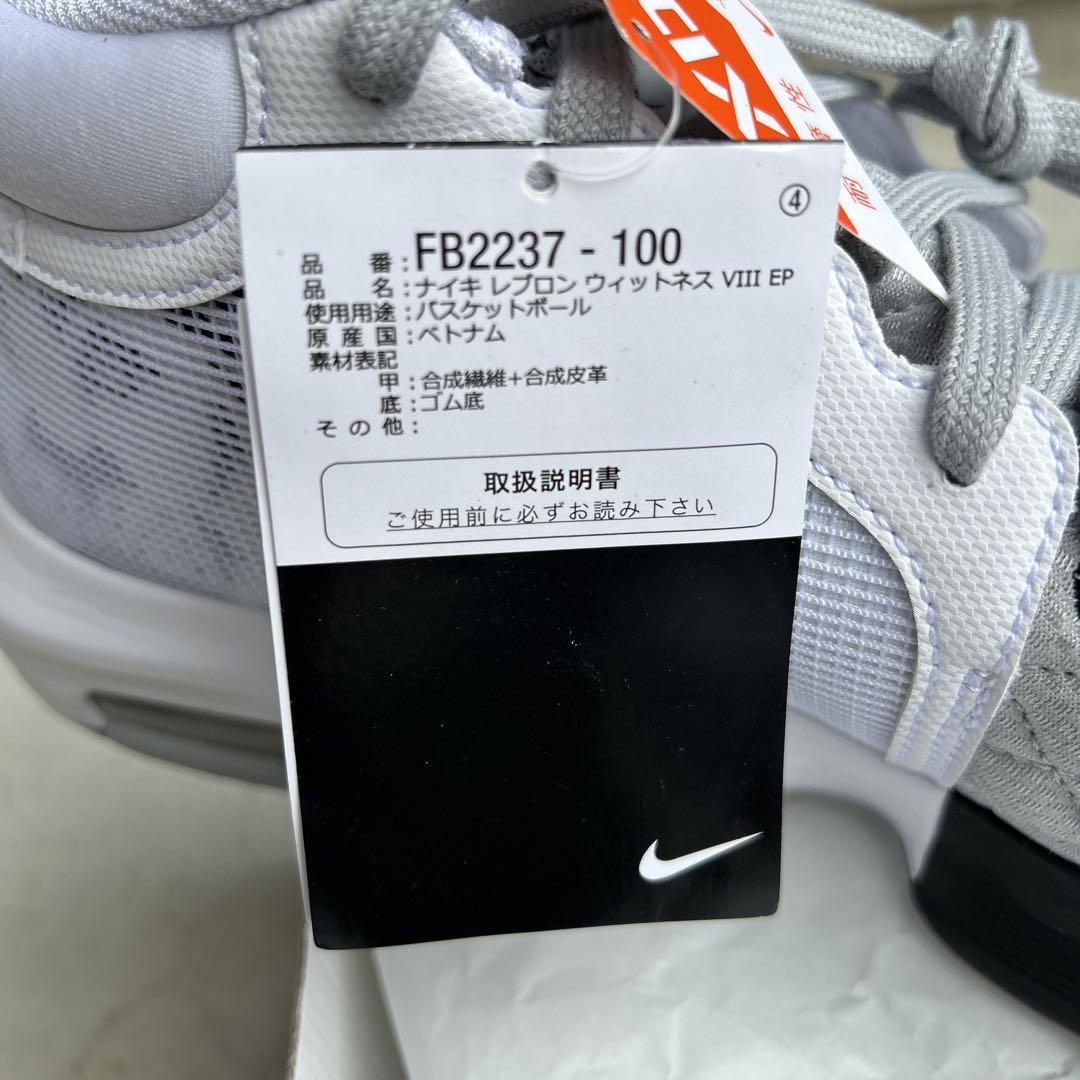 ④
品 番:FB2237 - 100
品 名:ナイキ レブロン ウィットネス VIII EP
使用用途:バスケットボール
原 産 国:ベトナム
素材表記
甲:合成繊維+合成皮革
底:ゴム底
そ の 他:
取扱説明書
ご使用前に必ずお読み下さい